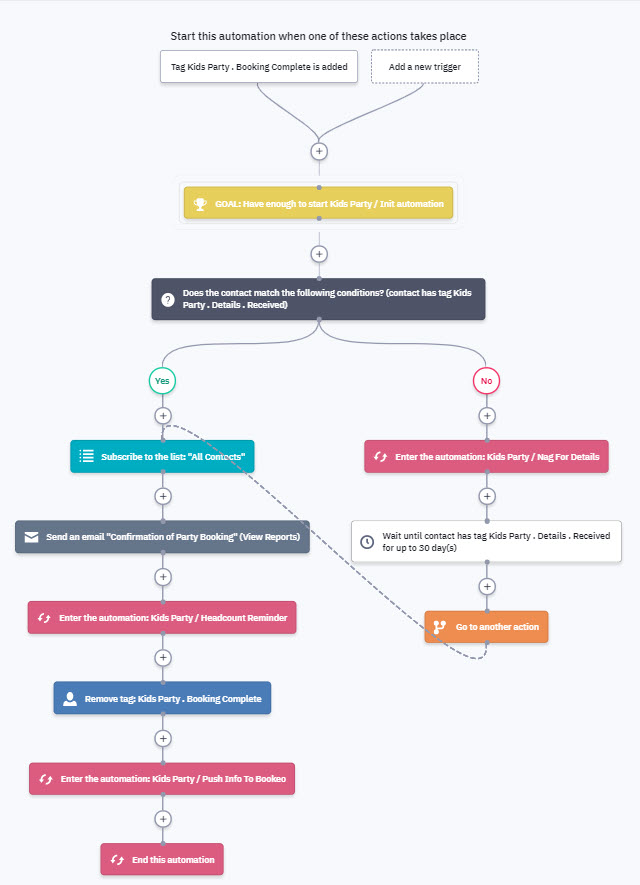 Start this automation when one of these actions takes place
Tag Kids Party . Booking Complete is added
Add a new trigger
GOAL: Have enough to start Kids Party / Init automation
Does the contact match the following conditions? (contact has tag Kids
Party . Details . Received)
Yes
No
Subscribe to the list: "All Contacts"
Enter the automation: Kids Party / Nag For Details
Send an email "Confirmation of Party Booking" (View Reports)
Wait until contact has tag Kids Party . Details . Received
for up to 30 day(s)
Enter the automation: Kids Party / Headcount Reminder
Go to another action
Remove tag: Kids Party . Booking Complete
Enter the automation: Kids Party / Push Info To Bookeo
End this automation